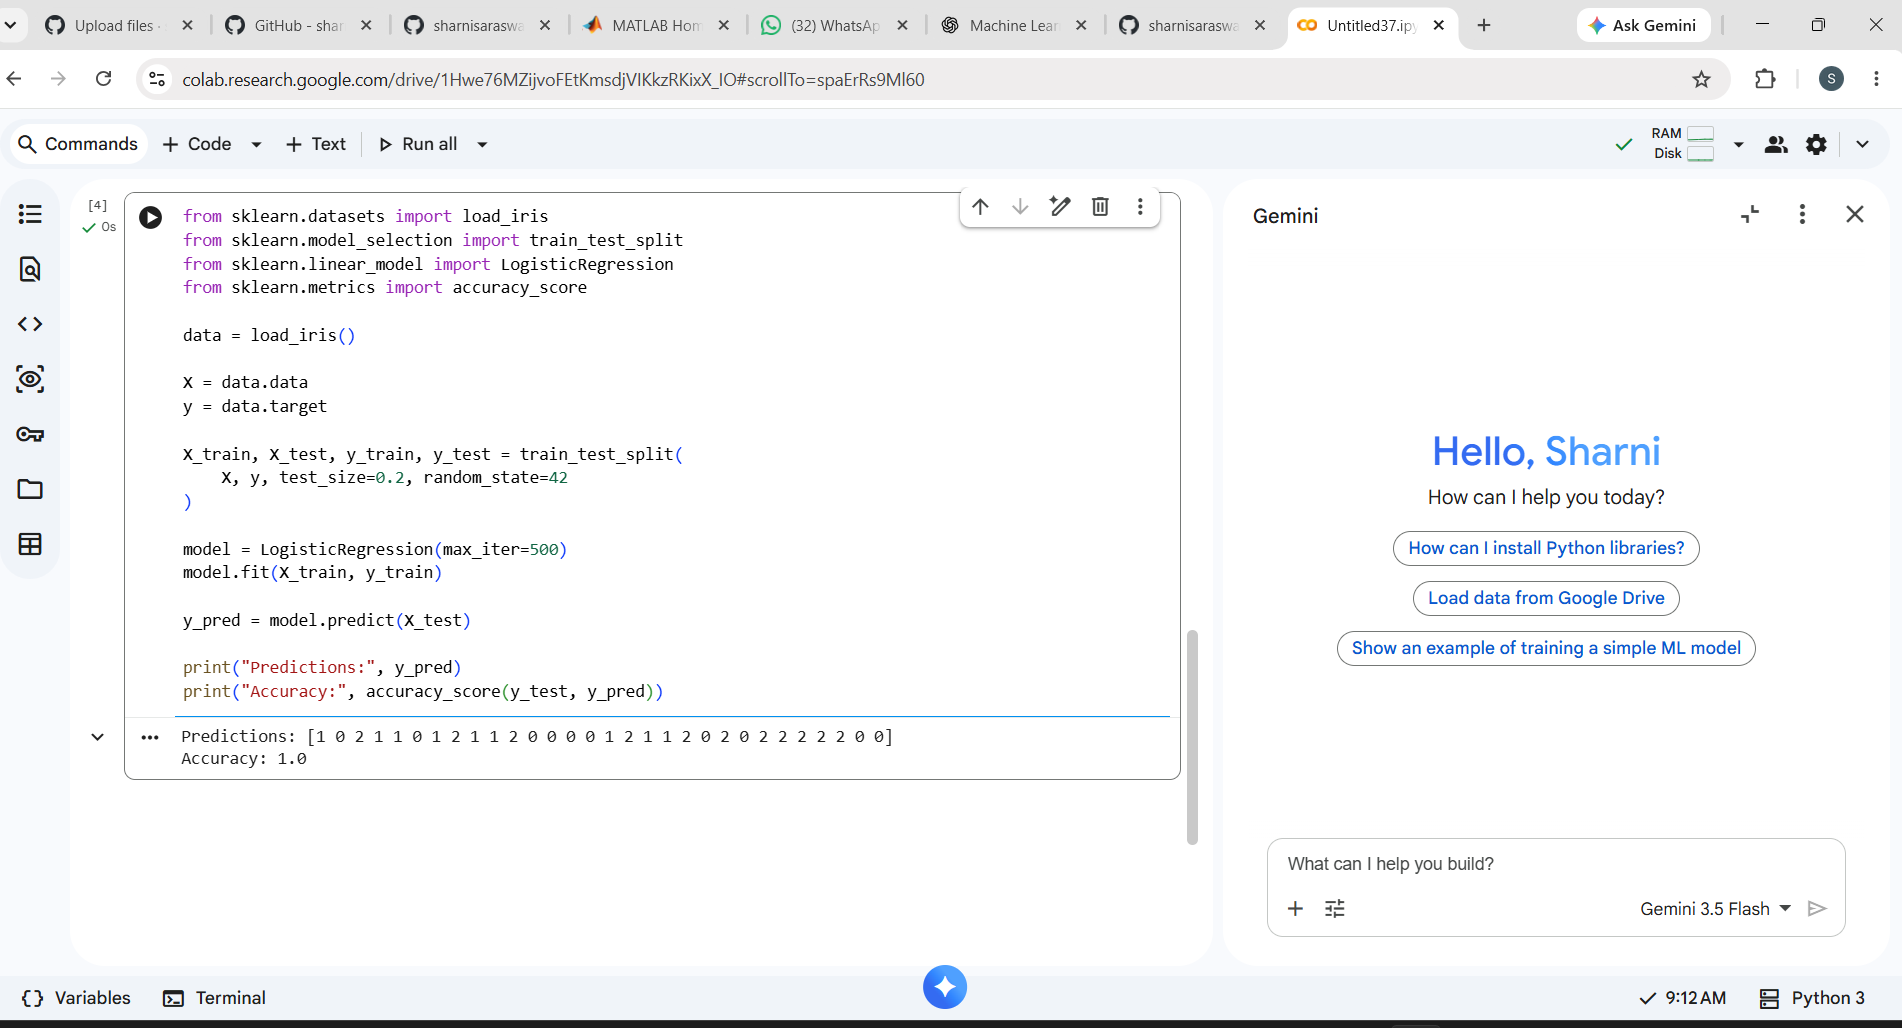 Upload files ·
GitHub - shar
sharnisaraswa
MATLAB Hom
(32) WhatsAp
Machine Lear
sharnisaraswa
Untitled37.ipy
Ask Gemini
colab.research.google.com/drive/1Hwe76MZijvoFEtKmsdjVIKkzRKixX_IO#scrollTo=spaErRs9Ml60
S
Commands
Code
Text
Run all
RAM
Disk
[4]
0s
from sklearn.datasets import load_iris
from sklearn.model_selection import train_test_split
from sklearn.linear_model import LogisticRegression
from sklearn.metrics import accuracy_score
data = load_iris()
X = data.data
y = data.target
X_train, X_test, y_train, y_test = train_test_split(
    X, y, test_size=0.2, random_state=42
)
model = LogisticRegression(max_iter=500)
model.fit(X_train, y_train)
y_pred = model.predict(X_test)
print("Predictions:", y_pred)
print("Accuracy:", accuracy_score(y_test, y_pred))
Predictions: [1 0 2 1 1 0 1 2 1 1 2 0 0 0 0 1 2 1 1 2 0 2 0 2 2 2 2 2 0 0]
Accuracy: 1.0
Gemini
Hello, Sharni
How can I help you today?
How can I install Python libraries?
Load data from Google Drive
Show an example of training a simple ML model
What can I help you build?
Gemini 3.5 Flash
Variables
Terminal
9:12 AM
Python 3